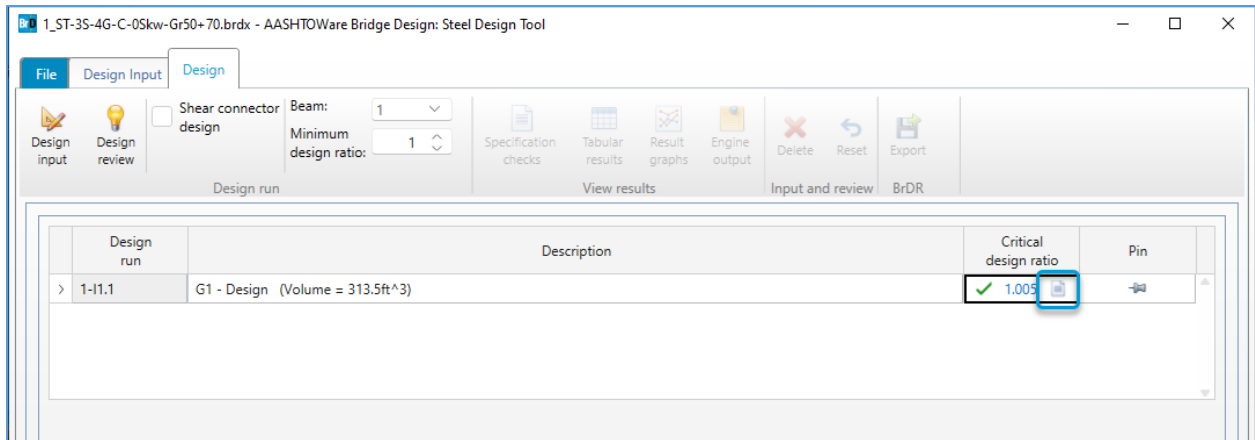 BrD 1_ST-3S-4G-C-0Skw-Gr50+70.brdx - AASHTOWare Bridge Design: Steel Design Tool
File Design Input Design
Design input
Design review
Shear connector design
Beam: 1
Minimum design ratio: 1
Specification checks
Tabular results
Result graphs
Engine output
Delete
Reset
Export
Design run
View results
Input and review
BrDR
Design run
Description
Critical design ratio
Pin
1-I1.1
G1 - Design (Volume = 313.5ft^3)
1.005